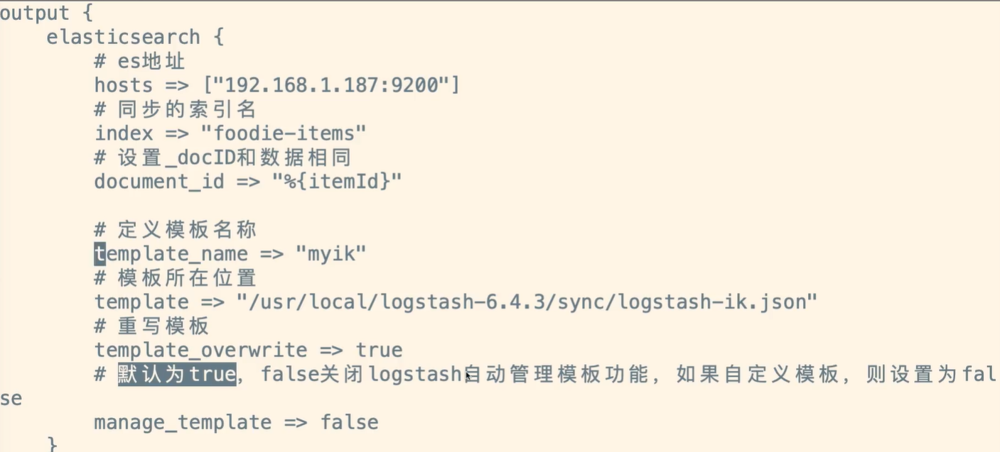 output {
    elasticsearch {
        # es地址
        hosts => ["192.168.1.187:9200"]
        # 同步的索引名
        index => "foodie-items"
        # 设置_docID和数据相同
        document_id => "%{itemId}"

        # 定义模板名称
        template_name => "myik"
        # 模板所在位置
        template => "/usr/local/logstash-6.4.3/sync/logstash-ik.json"
        # 重写模板
        template_overwrite => true
        # 默认为true, false关闭logstash自动管理模板功能, 如果自定义模板, 则设置为fal
se
        manage_template => false
    }